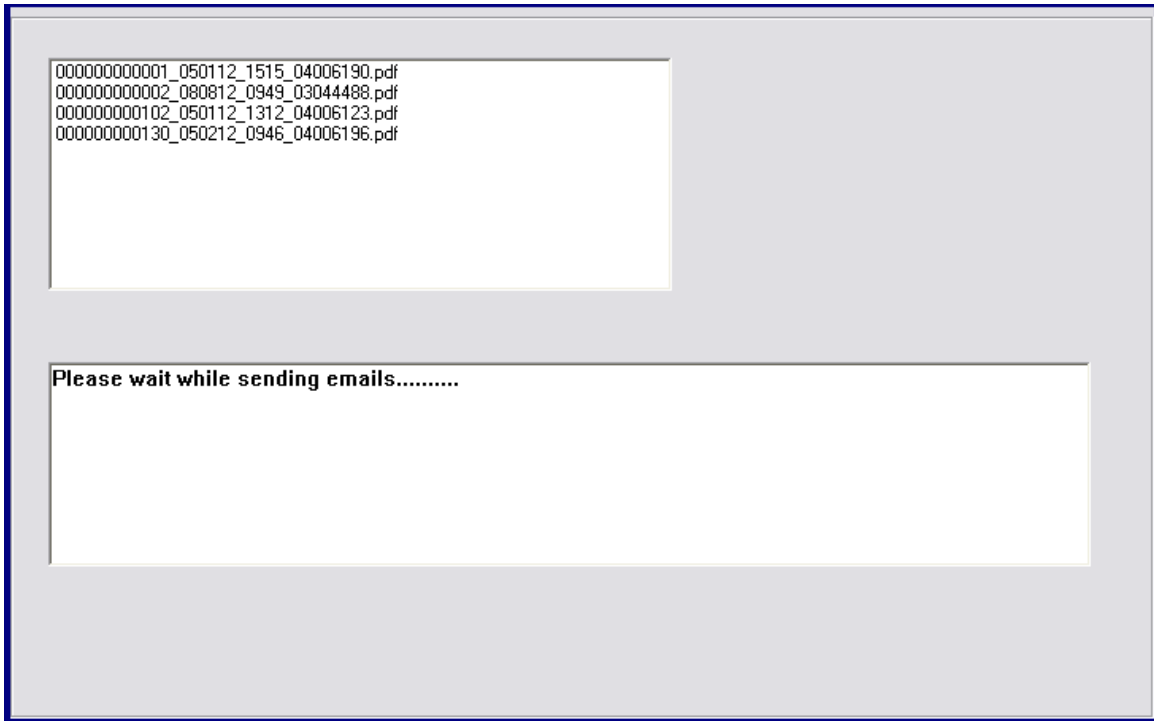 000000000001_050112_1515_04006190.pdf
000000000002_080812_0949_03044488.pdf
000000000102_050112_1312_04006123.pdf
000000000130_050212_0946_04006196.pdf
Please wait while sending emails..........